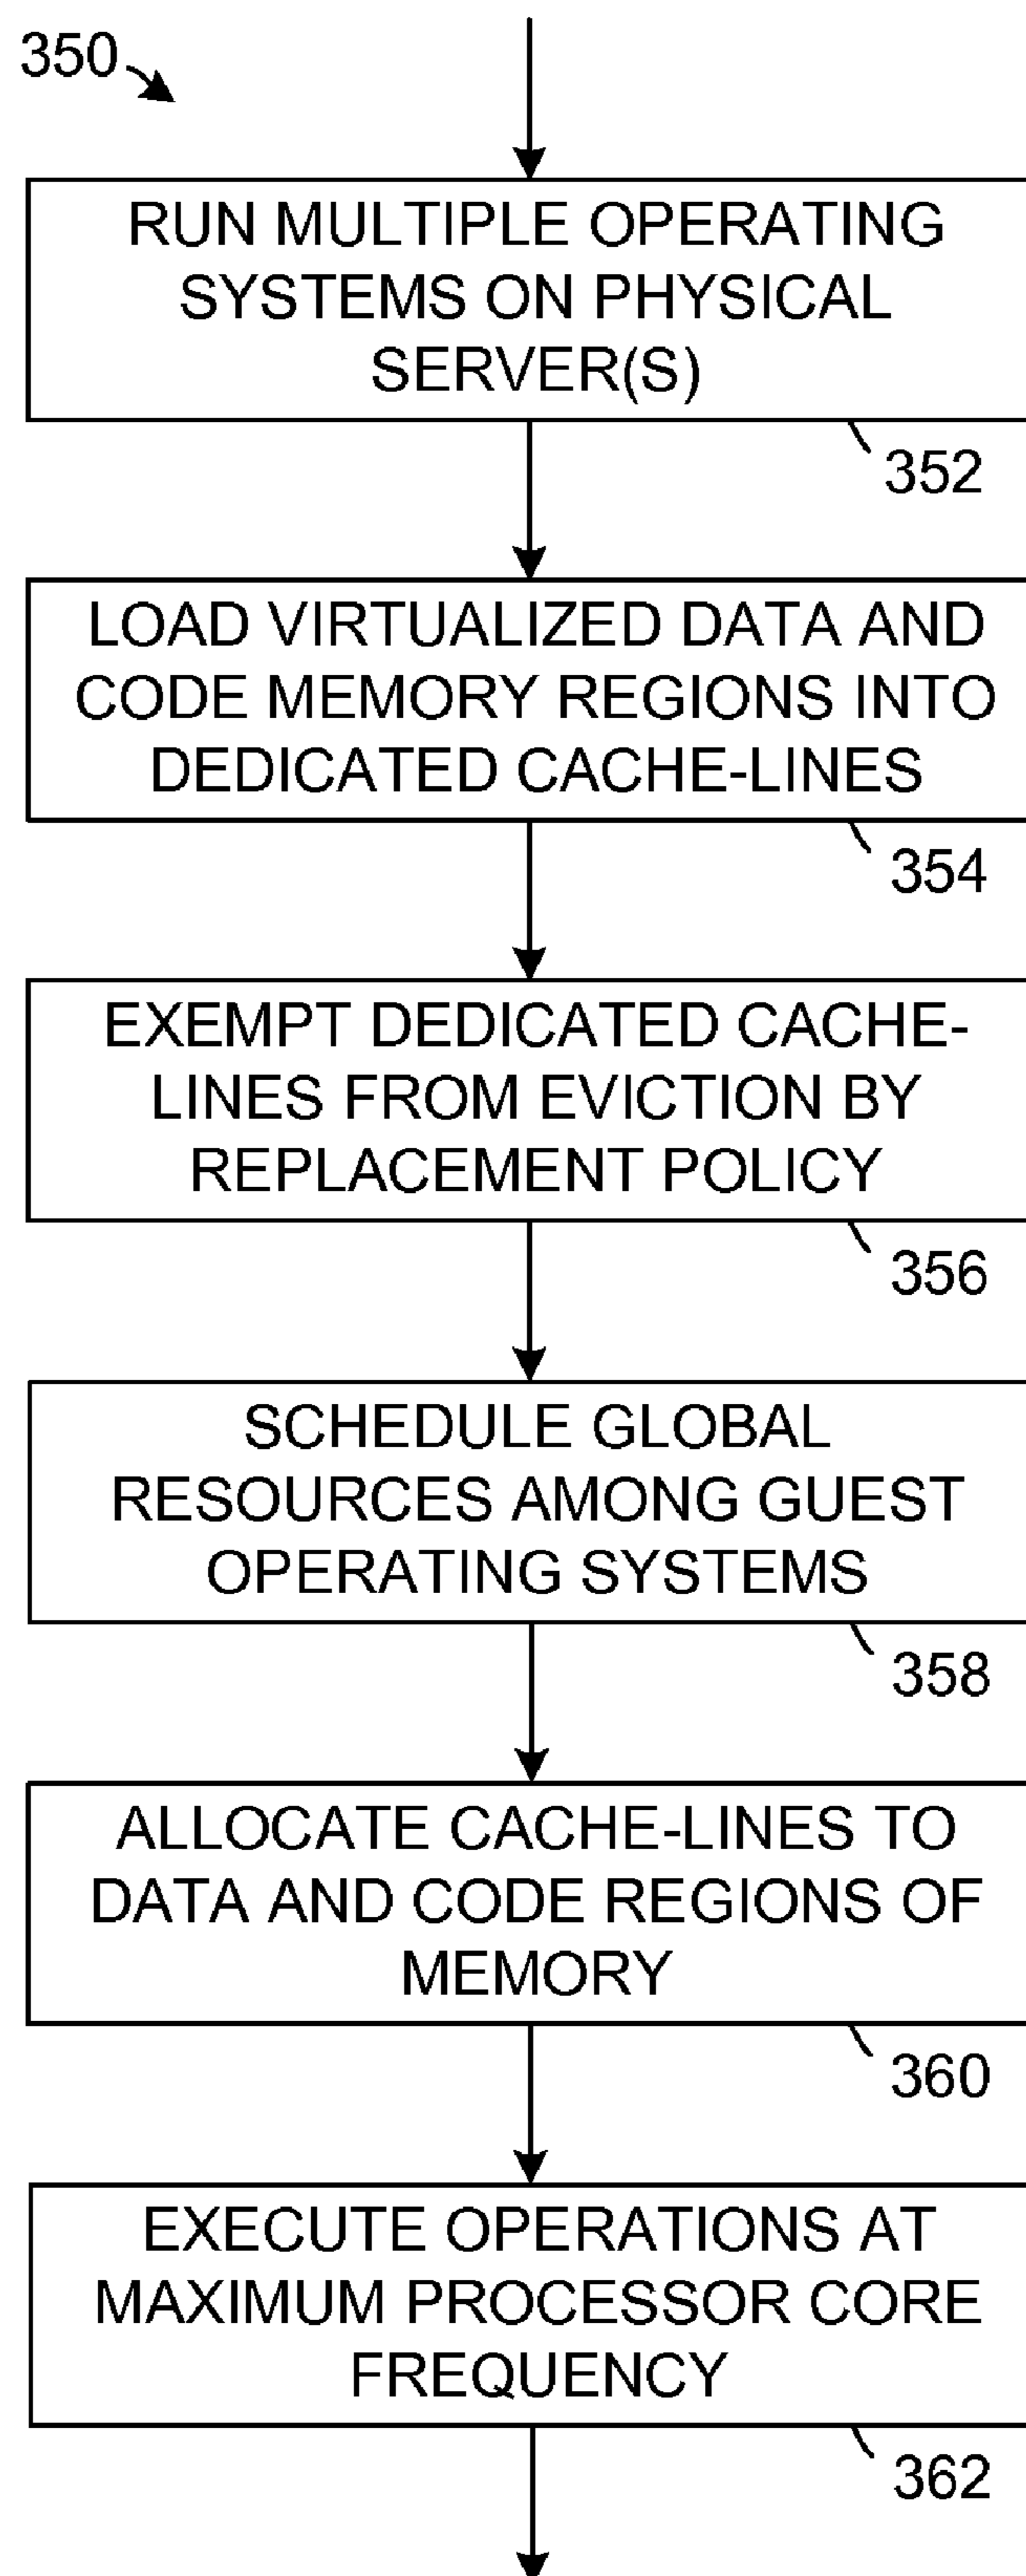 350
RUN MULTIPLE OPERATING
SYSTEMS ON PHYSICAL
SERVER(S)
352
LOAD VIRTUALIZED DATA AND
CODE MEMORY REGIONS INTO
DEDICATED CACHE-LINES
354
EXEMPT DEDICATED CACHE-
LINES FROM EVICTION BY
REPLACEMENT POLICY
356
SCHEDULE GLOBAL
RESOURCES AMONG GUEST
OPERATING SYSTEMS
358
ALLOCATE CACHE-LINES TO
DATA AND CODE REGIONS OF
MEMORY
360
EXECUTE OPERATIONS AT
MAXIMUM PROCESSOR CORE
FREQUENCY
362